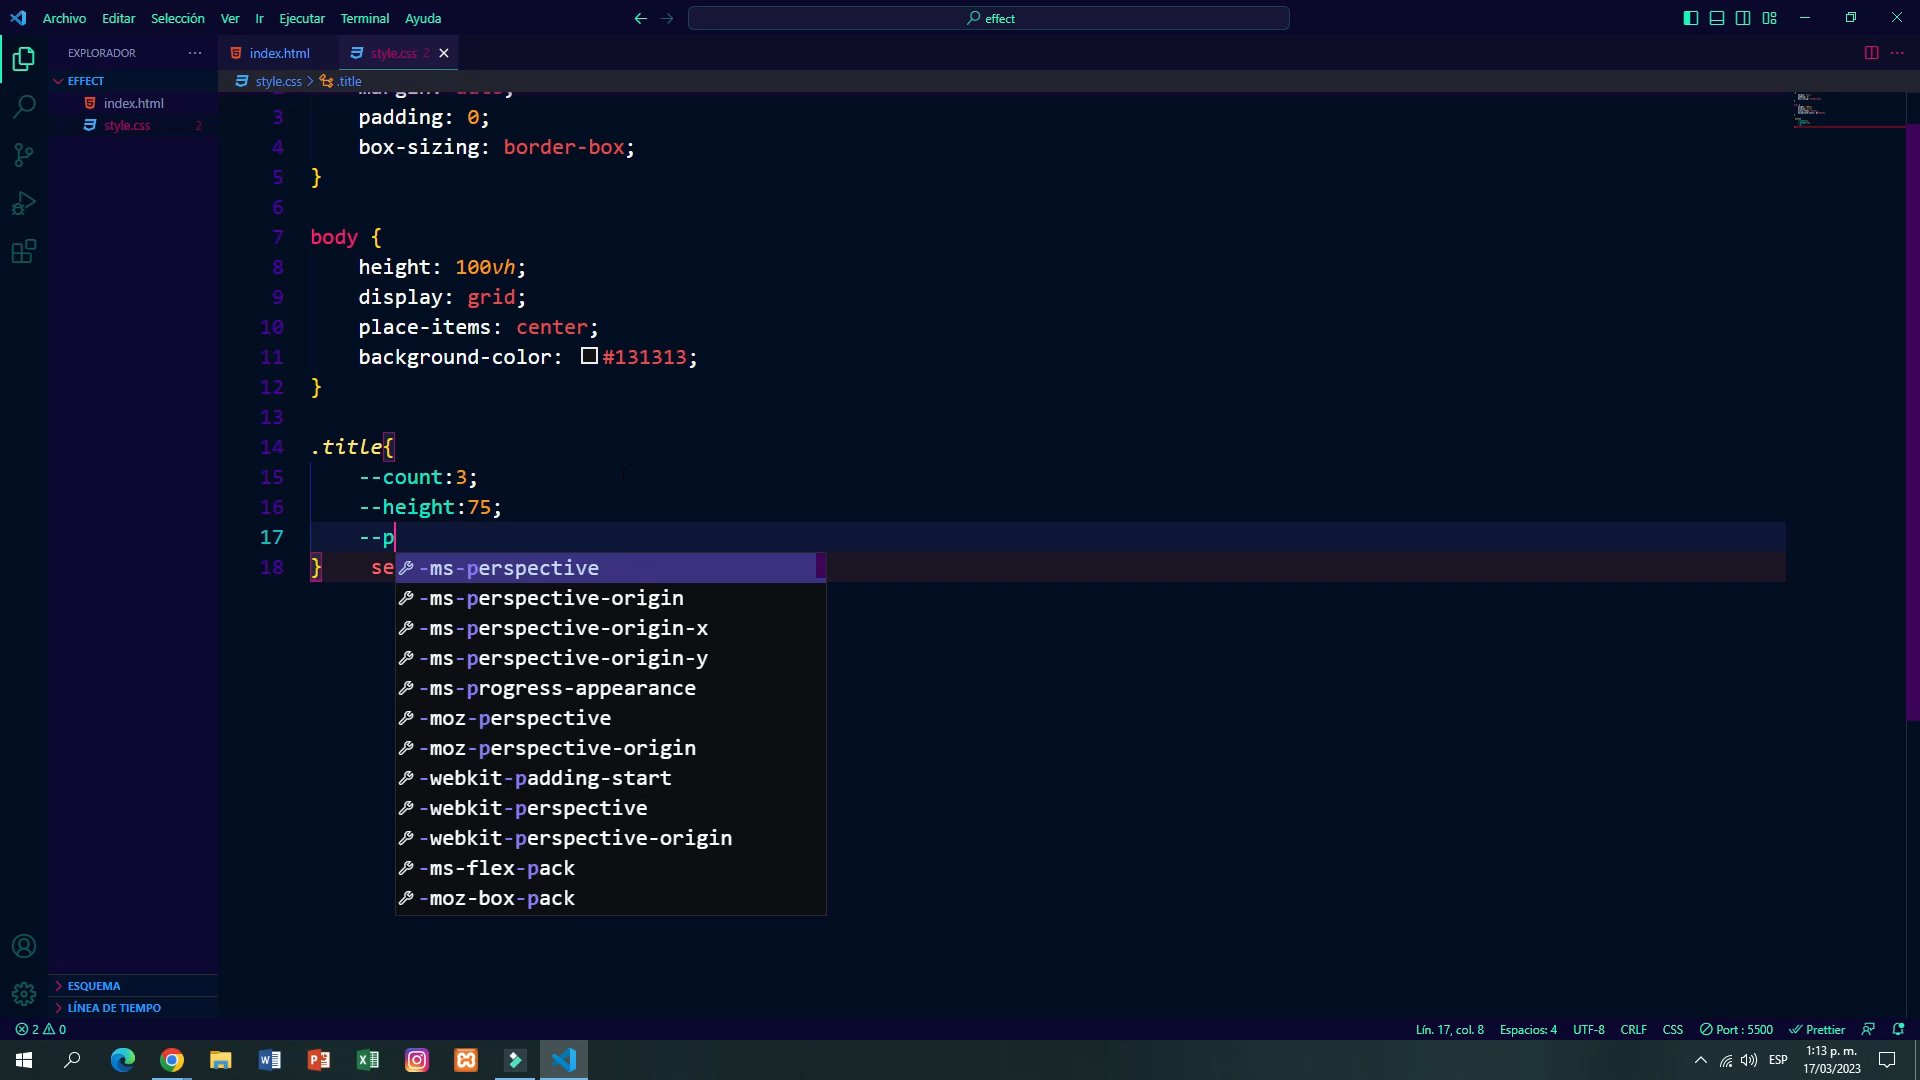 Archivo Editar Selección Ver Ir Ejecutar Terminal Ayuda
effect
EXPLORADOR
index.html
style.css 2
EFFECT
style.css > .title
index.html
style.css 2
3 padding: 0;
4 box-sizing: border-box;
5 }
6
7 body {
8 height: 100vh;
9 display: grid;
10 place-items: center;
11 background-color: #131313;
12 }
13
14 .title{
15 --count:3;
16 --height:75;
17 --p
18 } se
-ms-perspective
-ms-perspective-origin
-ms-perspective-origin-x
-ms-perspective-origin-y
-ms-progress-appearance
-moz-perspective
-moz-perspective-origin
-webkit-padding-start
-webkit-perspective
-webkit-perspective-origin
-ms-flex-pack
-moz-box-pack
ESQUEMA
LÍNEA DE TIEMPO
2 0
Lín. 17, col. 8 Espacios: 4 UTF-8 CRLF CSS Port : 5500 Prettier
ESP
1:13 p. m.
17/03/2023